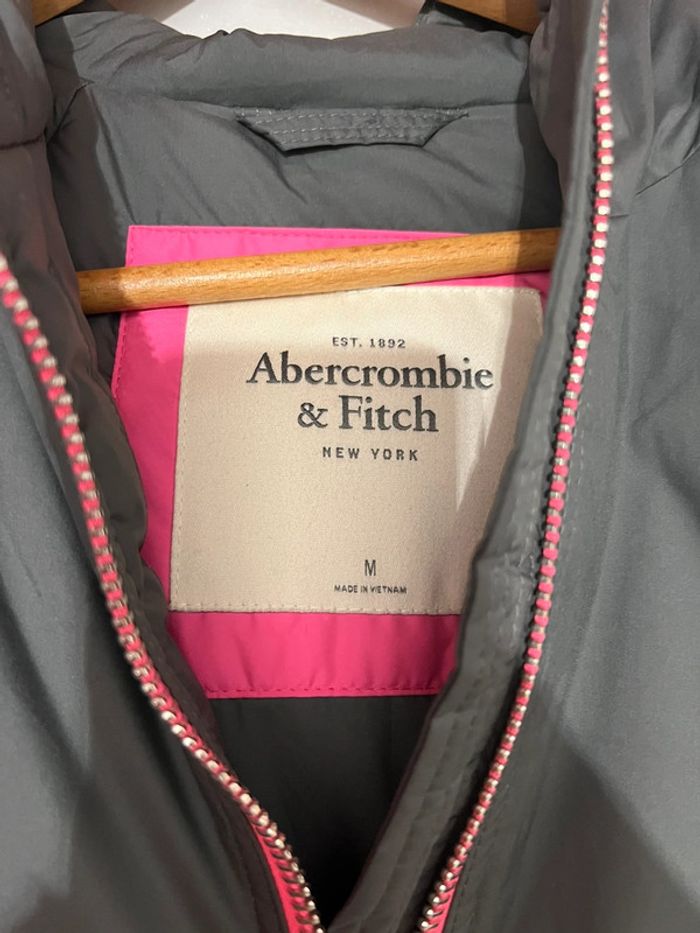 EST. 1892
Abercrombie
& Fitch
NEW YORK
M
MADE IN VIETNAM